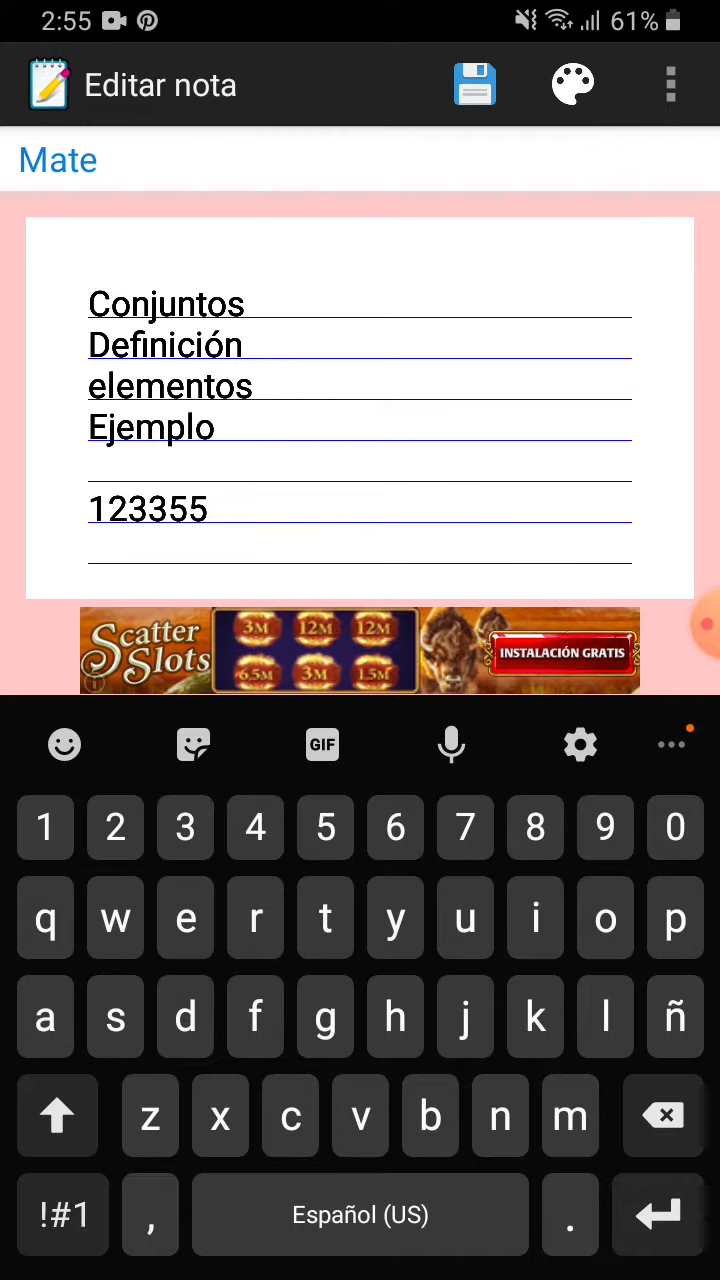 2:55 61%
Editar nota
Mate
Conjuntos
Definición
elementos
Ejemplo
123355
Scatter Slots 3M 12M 12M 6.5M 3M 1.5M INSTALACIÓN GRATIS
GIF
1 2 3 4 5 6 7 8 9 0
q w e r t y u i o p
a s d f g h j k l ñ
z x c v b n m
!#1 , Español (US) .